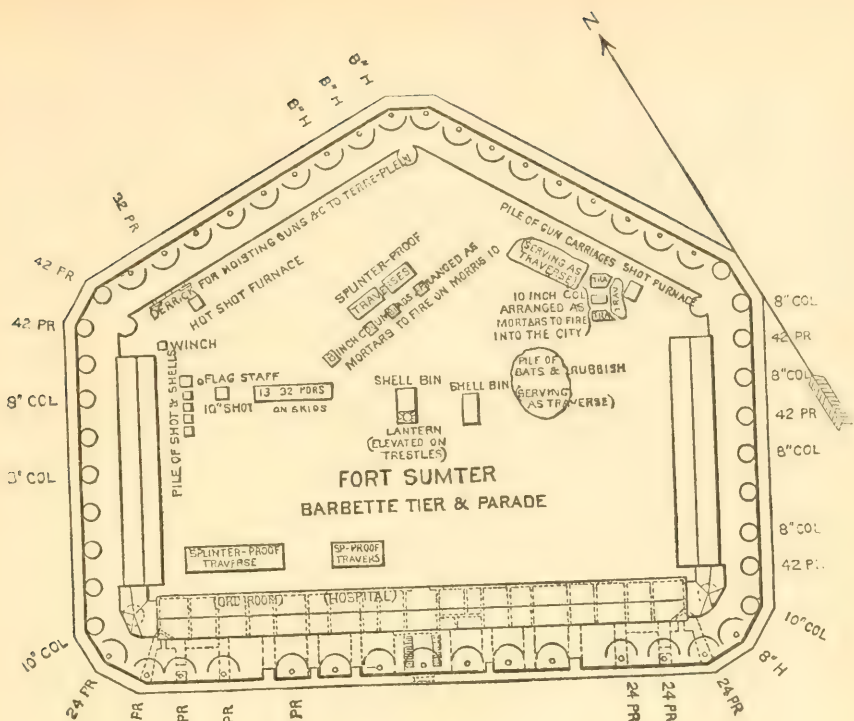 N
8" H
8" H
8" H
32 PR
42 PR
42 PR
8" COL
8" COL
10" COL
24 PR
PR
PR
PR
PR
24 PR
24 PR
24 PR
8" H
10" COL
42 P
8" COL
8" COL
42 PR
8" COL
42 PR
8" COL
DERRICK FOR HOISTING GUNS &C TO TERRE-PLEIN
HOT SHOT FURNACE
SPLINTER-PROOF
TRAVERSES
8 INCH COLUMBIADS ARRANGED AS
MORTARS TO FIRE ON MORRIS ID
PILE OF GUN CARRIAGES
(SERVING AS
TRAVERSE)
SHOT FURNACE
TRAV
10 INCH COL
ARRANGED AS
MORTARS TO FIRE
INTO THE CITY
WINCH
PILE OF SHOT & SHELLS
FLAG STAFF
10" SHOT
13 32 PDRS
ON SKIDS
SHELL BIN
SHELL BIN
LANTERN
(ELEVATED ON
TRESTLES)
PILE OF
BATS & RUBBISH
(SERVING
AS TRAVERSE)
FORT SUMTER
BARBETTE TIER & PARADE
SPLINTER-PROOF
TRAVERSE
SP-PROOF
TRAVERS
(ORD ROOM)
(HOSPITAL)